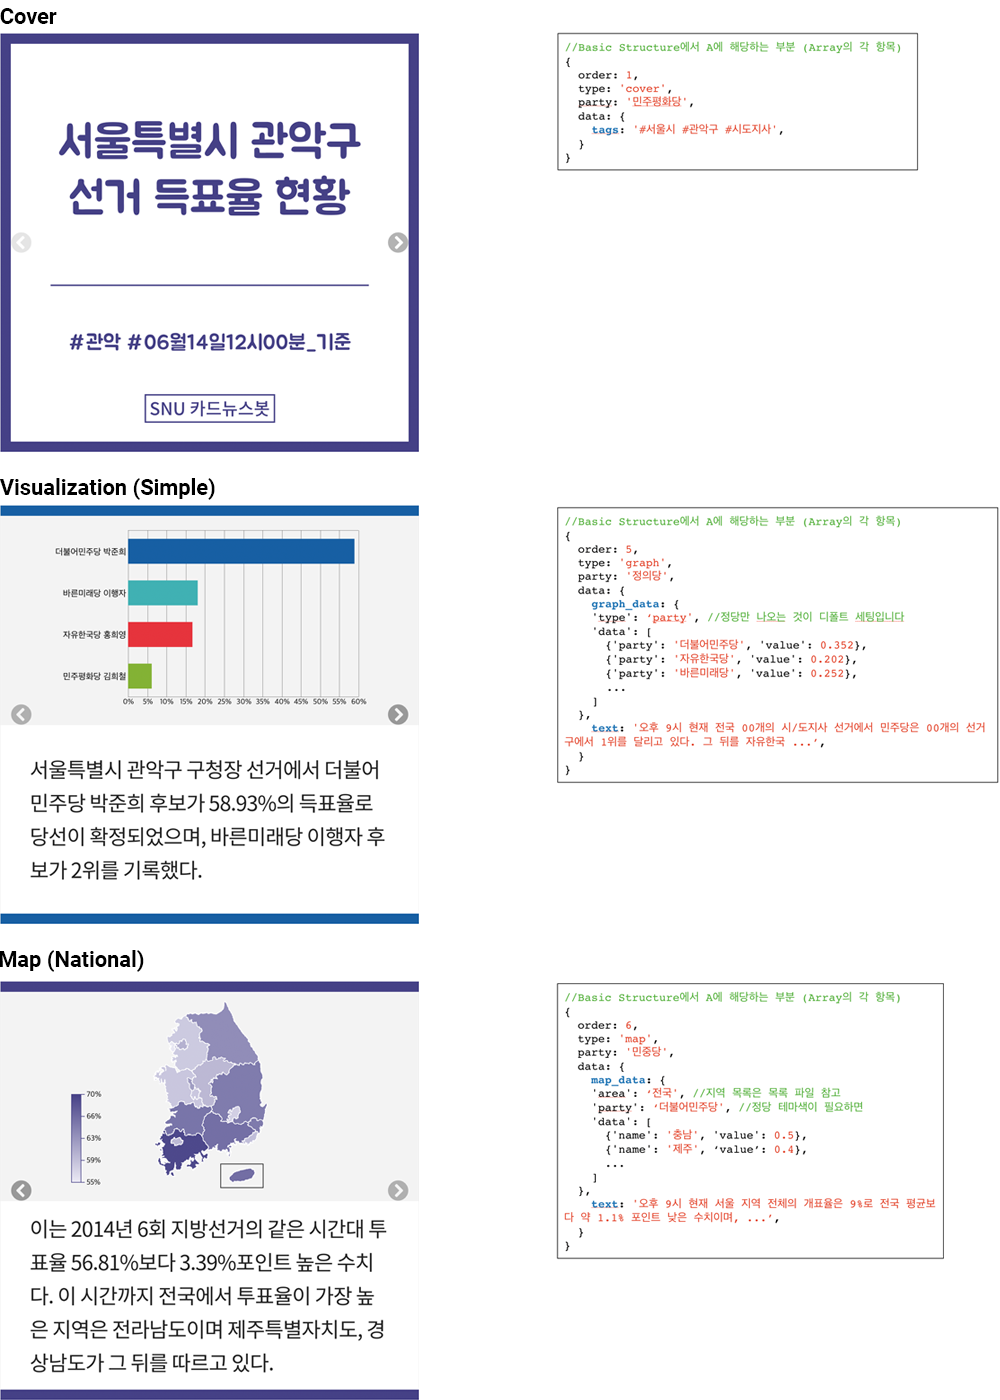 Cover
서울특별시 관악구
선거 득표율 현황
#관악 #06월14일12시00분_기준
SNU 카드뉴스봇
//Basic Structure에서 A에 해당하는 부분 (Array의 각 항목)
{
order: 1,
type: 'cover',
party: '민주평화당',
data: {
tags: '#서울시 #관악구 #시도지사',
}
}
Visualization (Simple)
더불어민주당 박준희
바른미래당 이행자
자유한국당 홍희영
민주평화당 김희철
0% 5% 10% 15% 20% 25% 30% 35% 40% 45% 50% 55% 60%
서울특별시 관악구 구청장 선거에서 더불어
민주당 박준희 후보가 58.93%의 득표율로
당선이 확정되었으며, 바른미래당 이행자 후
보가 2위를 기록했다.
//Basic Structure에서 A에 해당하는 부분 (Array의 각 항목)
{
order: 5,
type: 'graph',
party: '정의당',
data: {
graph_data: {
'type': ‘party’, //정당만 나오는 것이 디폴트 세팅입니다
'data': [
{'party': '더불어민주당', 'value': 0.352},
{'party': '자유한국당', 'value': 0.202},
{'party': '바른미래당', 'value': 0.252},
...
]
},
text: '오후 9시 현재 전국 00개의 시/도지사 선거에서 민주당은 00개의 선거
구에서 1위를 달리고 있다. 그 뒤를 자유한국 ...’,
}
}
Map (National)
70%
66%
63%
59%
55%
이는 2014년 6회 지방선거의 같은 시간대 투
표율 56.81%보다 3.39%포인트 높은 수치
다. 이 시간까지 전국에서 투표율이 가장 높
은 지역은 전라남도이며 제주특별자치도, 경
상남도가 그 뒤를 따르고 있다.
//Basic Structure에서 A에 해당하는 부분 (Array의 각 항목)
{
order: 6,
type: 'map',
party: '민중당',
data: {
map_data: {
'area': ‘전국’, //지역 목록은 목록 파일 참고
'party': ‘더불어민주당’, //정당 테마색이 필요하면
'data': [
{'name': '충남', 'value': 0.5},
{'name': '제주', ‘value’: 0.4},
...
]
},
text: '오후 9시 현재 서울 지역 전체의 개표율은 9%로 전국 평균보
다 약 1.1% 포인트 낮은 수치이며, ...’,
}
}